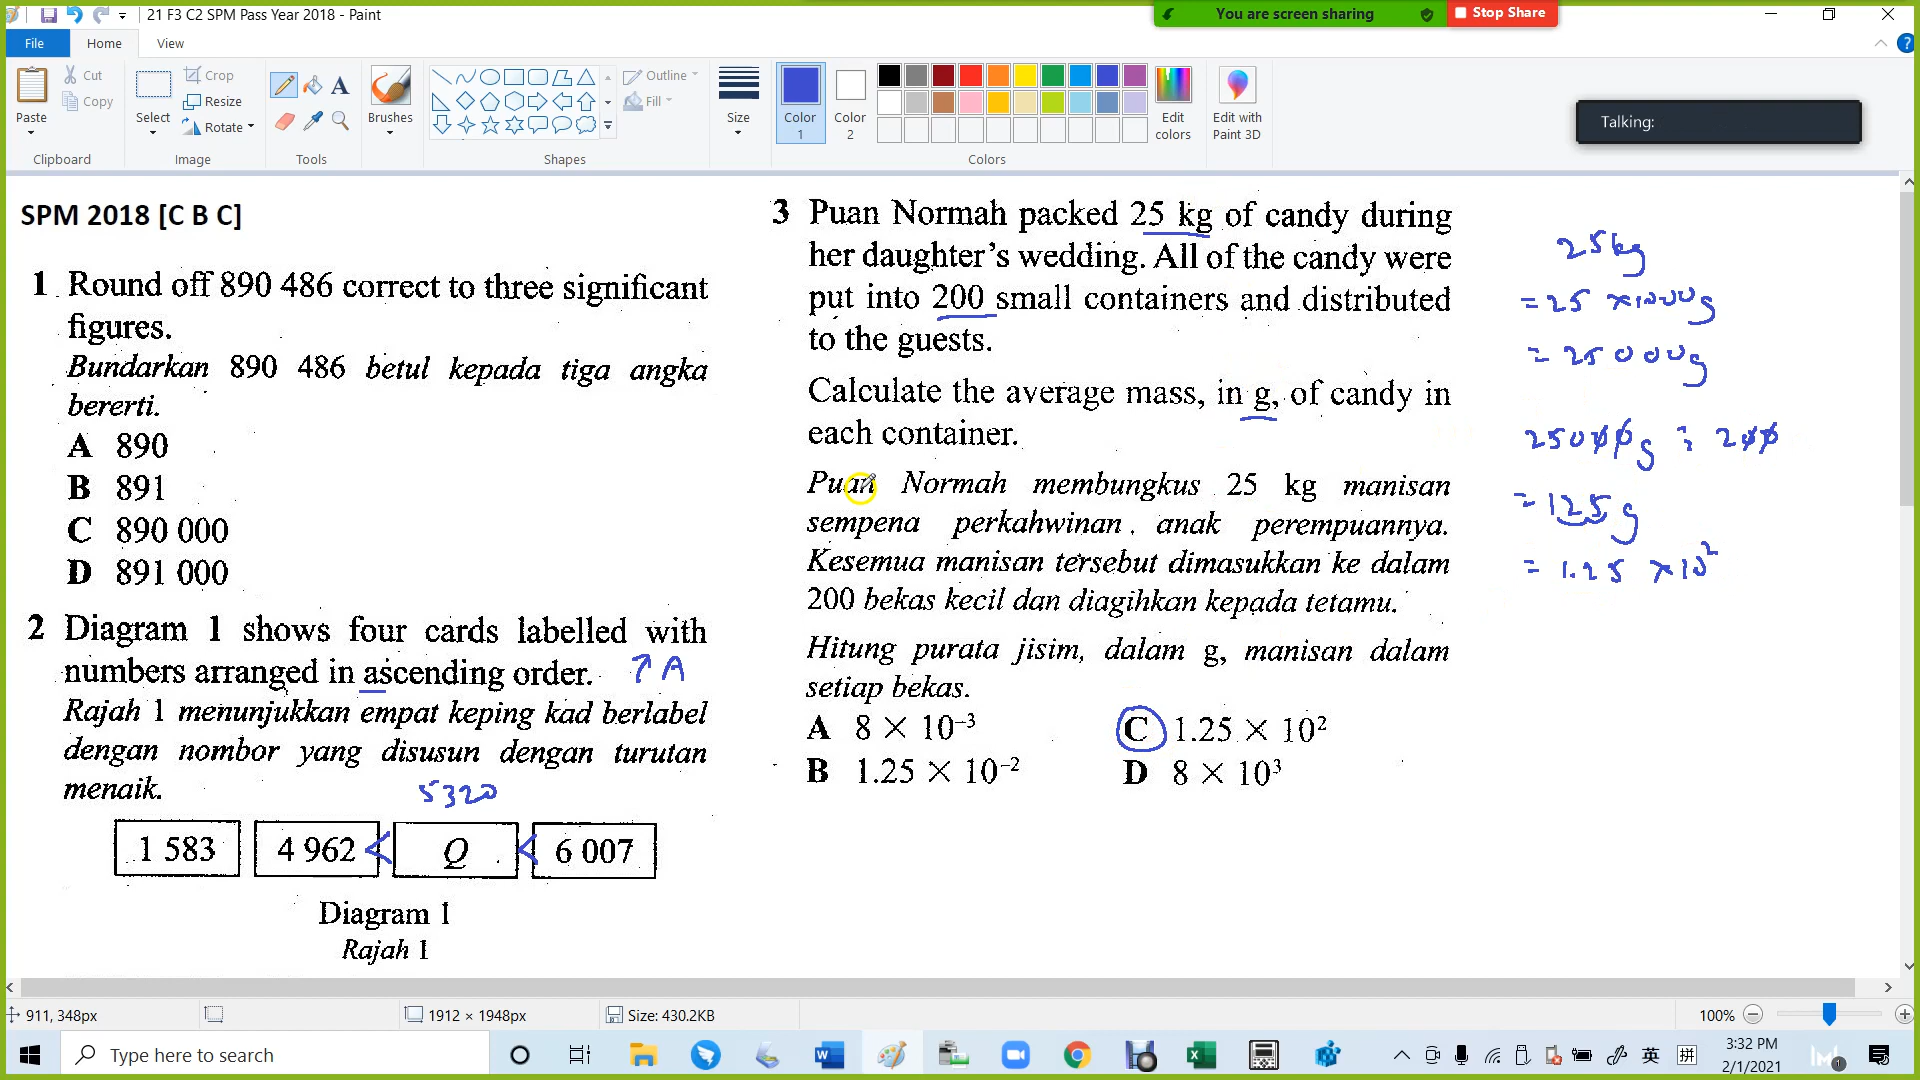 21 F3 C2 SPM Pass Year 2018 - Paint
You are screen sharing
Stop Share
File
Home
View
Paste
Cut
Copy
Clipboard
Select
Crop
Resize
Rotate
Image
A
Tools
Brushes
Shapes
Outline
Fill
Size
Color 1
Color 2
Colors
Edit colors
Edit with Paint 3D
Talking:
SPM 2018 [C B C]
1 Round off 890 486 correct to three significant
figures.
Bundarkan 890 486 betul kepada tiga angka
bererti.
A 890
B 891
C 890 000
D 891 000
2 Diagram 1 shows four cards labelled with
numbers arranged in ascending order. ↑A
Rajah 1 menunjukkan empat keping kad berlabel
dengan nombor yang disusun dengan turutan
menaik.
5320
1 583 4 962 < Q < 6 007
Diagram 1
Rajah 1
3 Puan Normah packed 25 kg of candy during
her daughter's wedding. All of the candy were
put into 200 small containers and distributed
to the guests.
Calculate the average mass, in g, of candy in
each container.
Puan Normah membungkus 25 kg manisan
sempena perkahwinan anak perempuannya.
Kesemua manisan tersebut dimasukkan ke dalam
200 bekas kecil dan diagihkan kepada tetamu.
Hitung purata jisim, dalam g, manisan dalam
setiap bekas.
A 8 × 10⁻³
C 1.25 × 10²
B 1.25 × 10⁻²
D 8 × 10³
25kg
= 25 × 1000g
= 25000g
25000g ÷ 200
= 125g
= 1.25 × 10²
911, 348px
1912 × 1948px
Size: 430.2KB
100%
Type here to search
英
拼
3:32 PM
2/1/2021
1